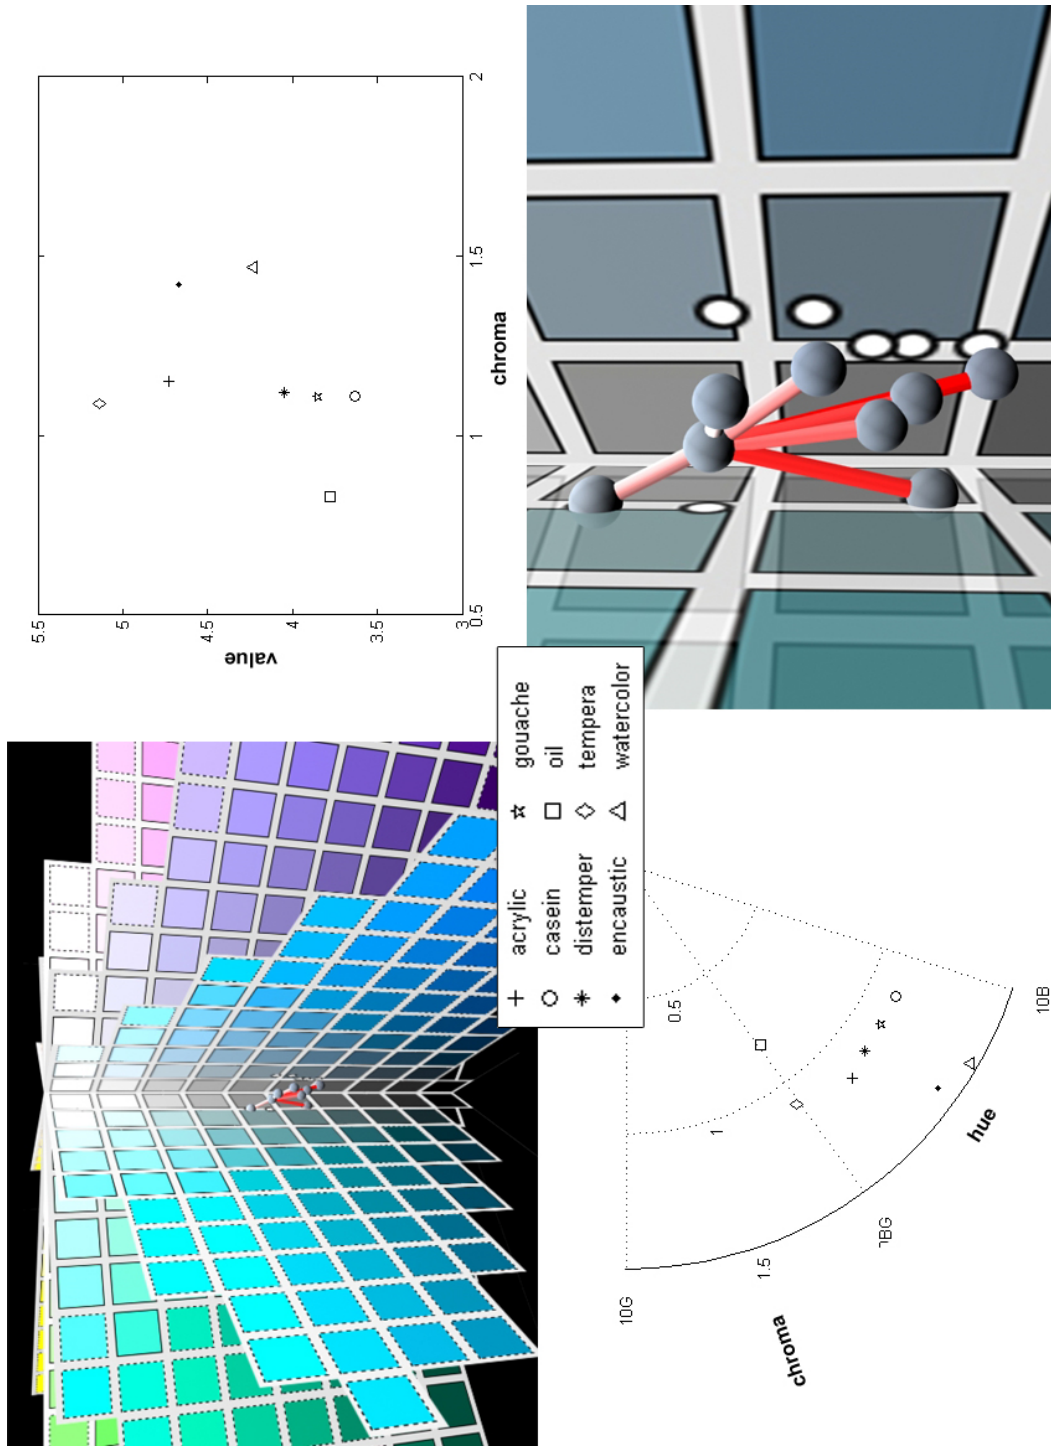 5.5
5
4.5
4
3.5
3
value
0.5
1
1.5
2
chroma
acrylic
casein
distemper
encaustic
gouache
oil
tempera
watercolor
10G
10B
0.5
1
1.5
hue
chroma